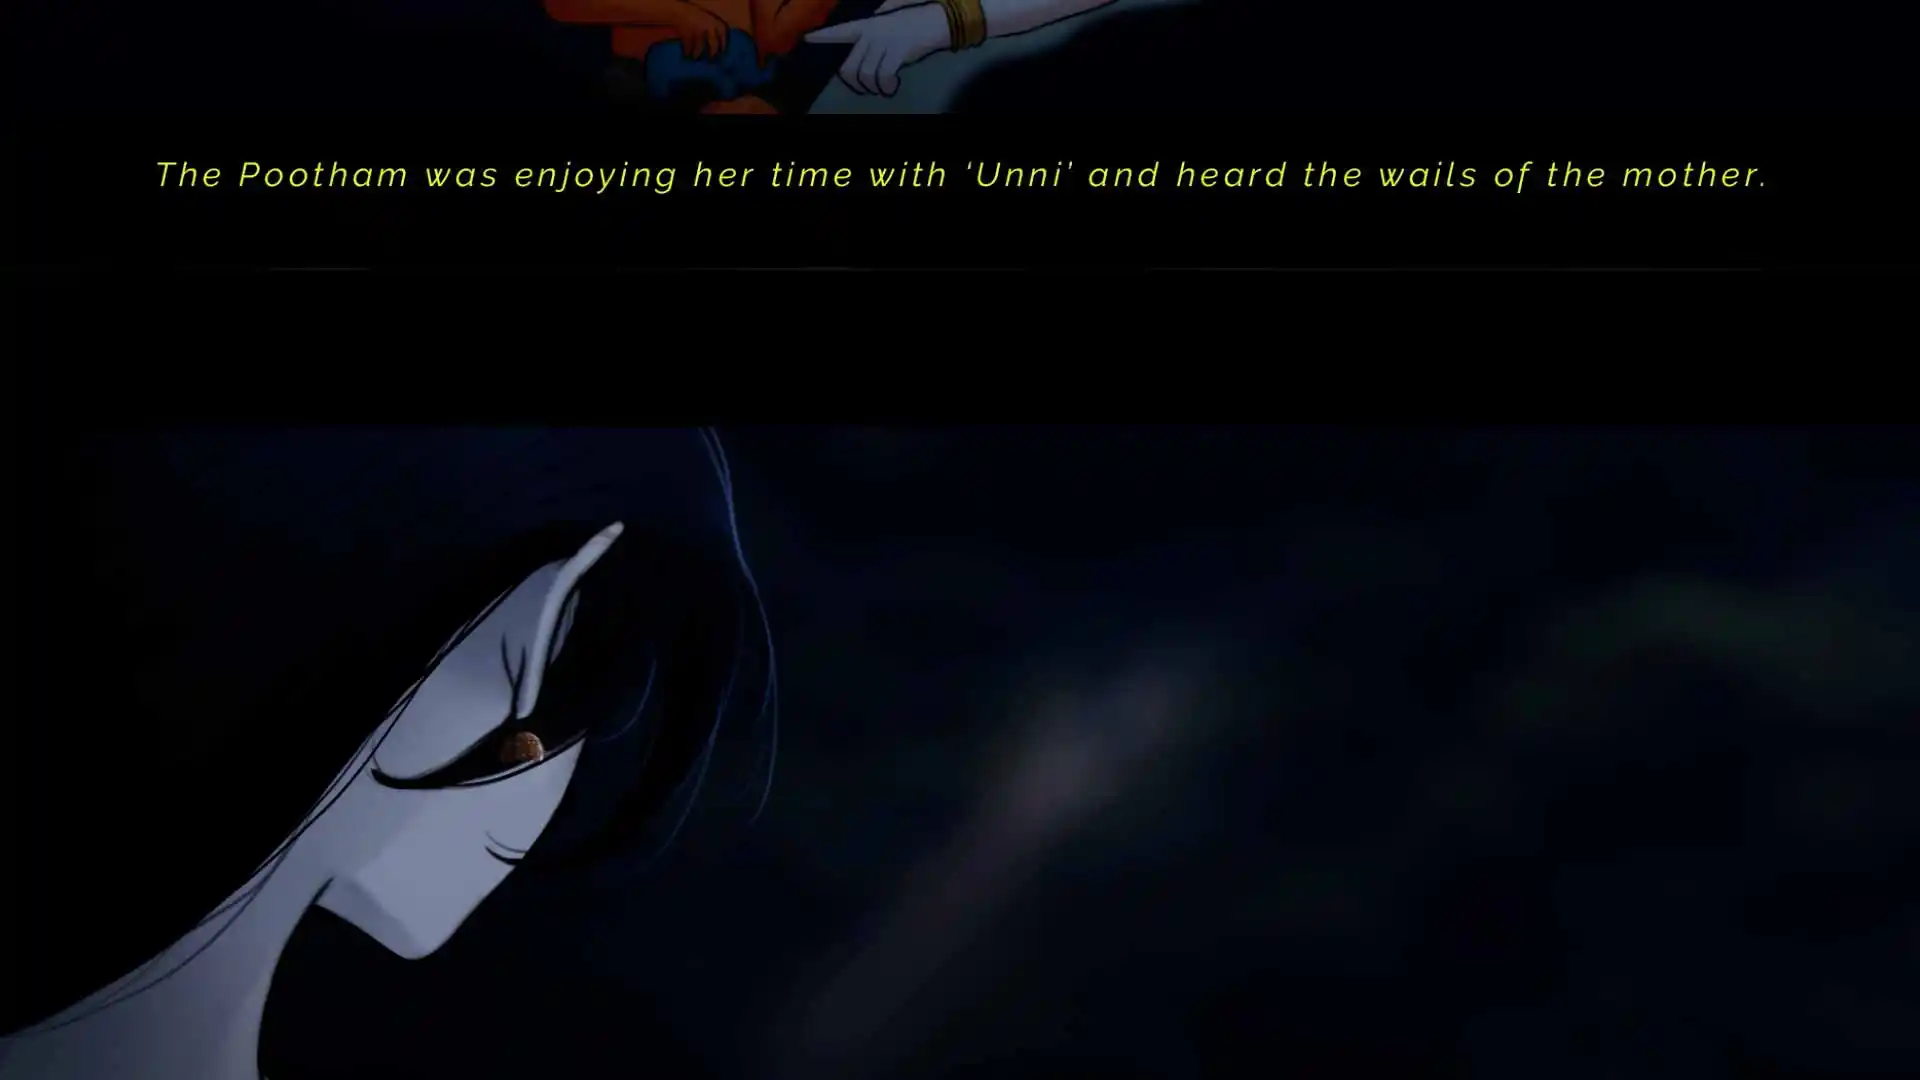 The Pootham was enjoying her time with ‘Unni’ and heard the wails of the mother.